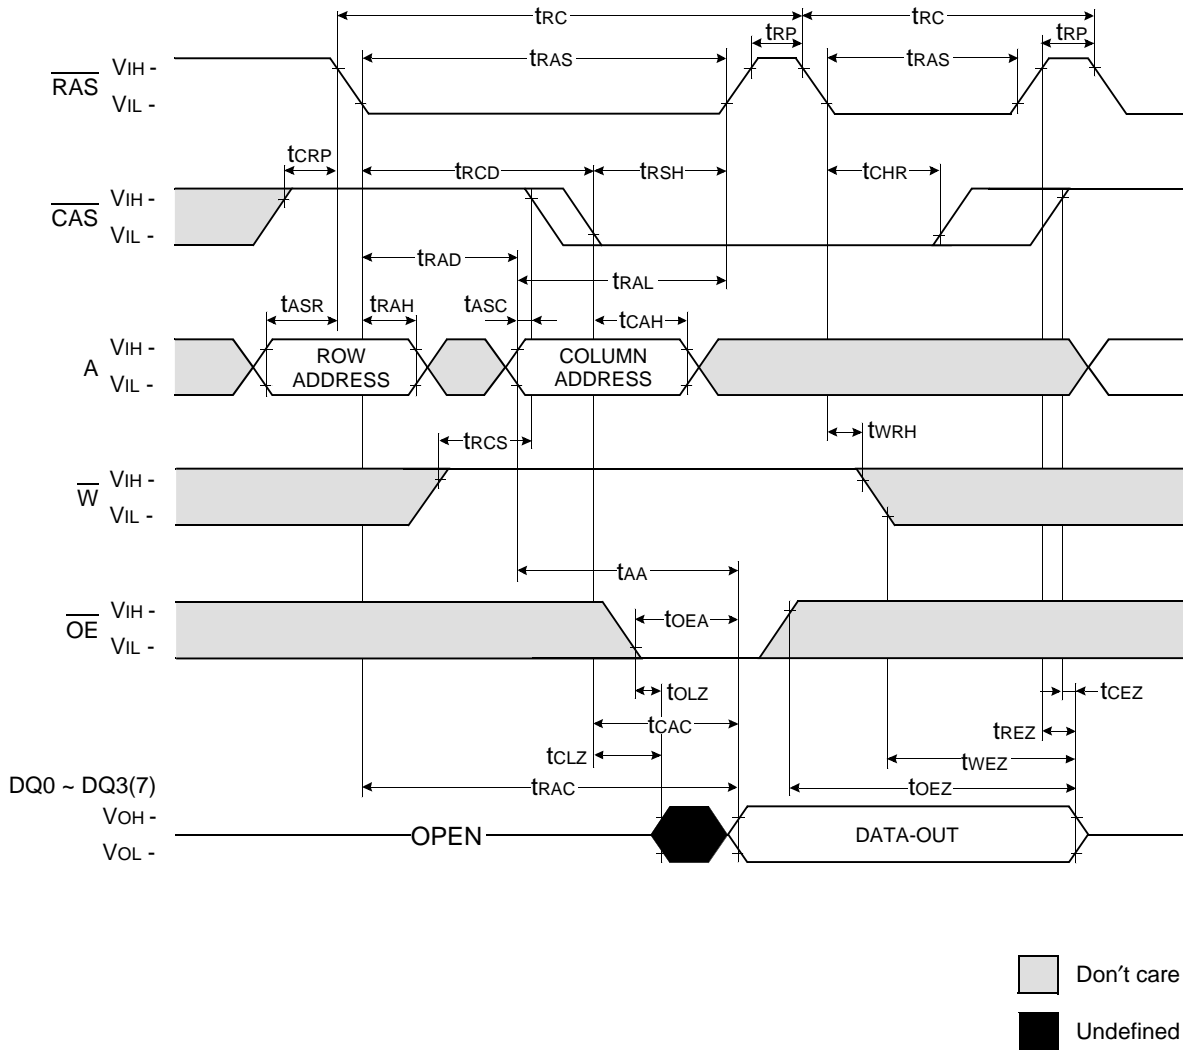 tRC tRC
tRP tRP
tRAS tRAS
RAS VIH -
VIL -
tCRP tRCD tRSH tCHR
CAS VIH -
VIL -
tRAD
tRAL
tASR tRAH tASC tCAH
A VIH -
VIL -
ROW
ADDRESS
COLUMN
ADDRESS
tRCS tWRH
W VIH -
VIL -
tAA
OE VIH -
VIL -
tOEA
tOLZ tCEZ
tCAC tREZ
tCLZ tWEZ
DQ0 ~ DQ3(7) tRAC tOEZ
VOH -
VOL -
OPEN DATA-OUT
Don't care
Undefined